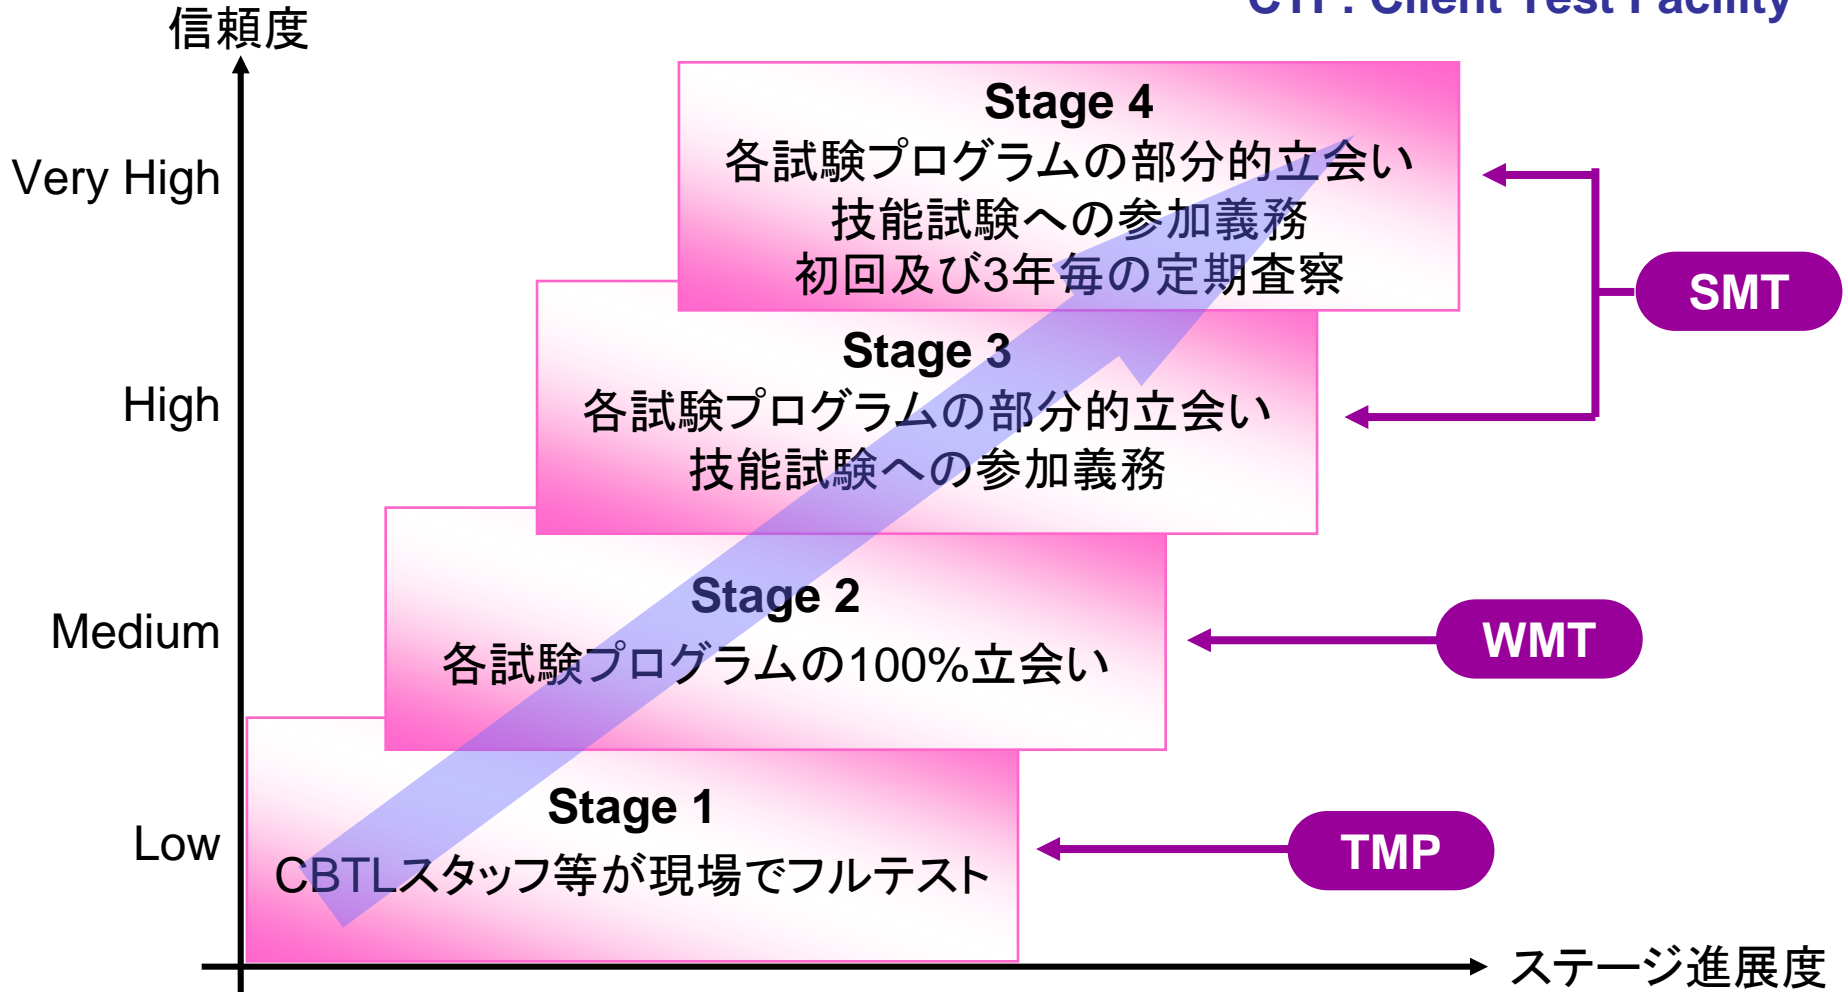 CTF: Client Test Facility
信頼度
Very High
High
Medium
Low
Stage 4
各試験プログラムの部分的立会い
技能試験への参加義務
初回及び3年毎の定期査察
Stage 3
各試験プログラムの部分的立会い
技能試験への参加義務
Stage 2
各試験プログラムの100%立会い
Stage 1
CBTLスタッフ等が現場でフルテスト
SMT
WMT
TMP
ステージ進展度